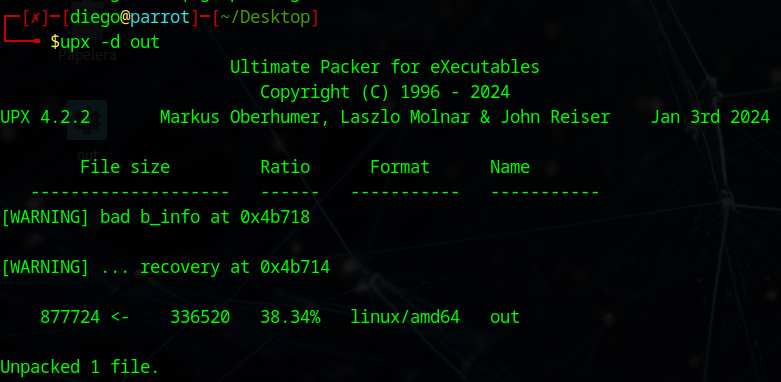 ┌─[✗]─[diego@parrot]─[~/Desktop]
└──╼ $upx -d out
Papelera
Ultimate Packer for eXecutables
Copyright (C) 1996 - 2024
UPX 4.2.2 Markus Oberhumer, Laszlo Molnar & John Reiser Jan 3rd 2024
out
File size Ratio Format Name
-------------------- ------ ----------- -----------
[WARNING] bad b_info at 0x4b718
[WARNING] ... recovery at 0x4b714
877724 <- 336520 38.34% linux/amd64 out
Unpacked 1 file.